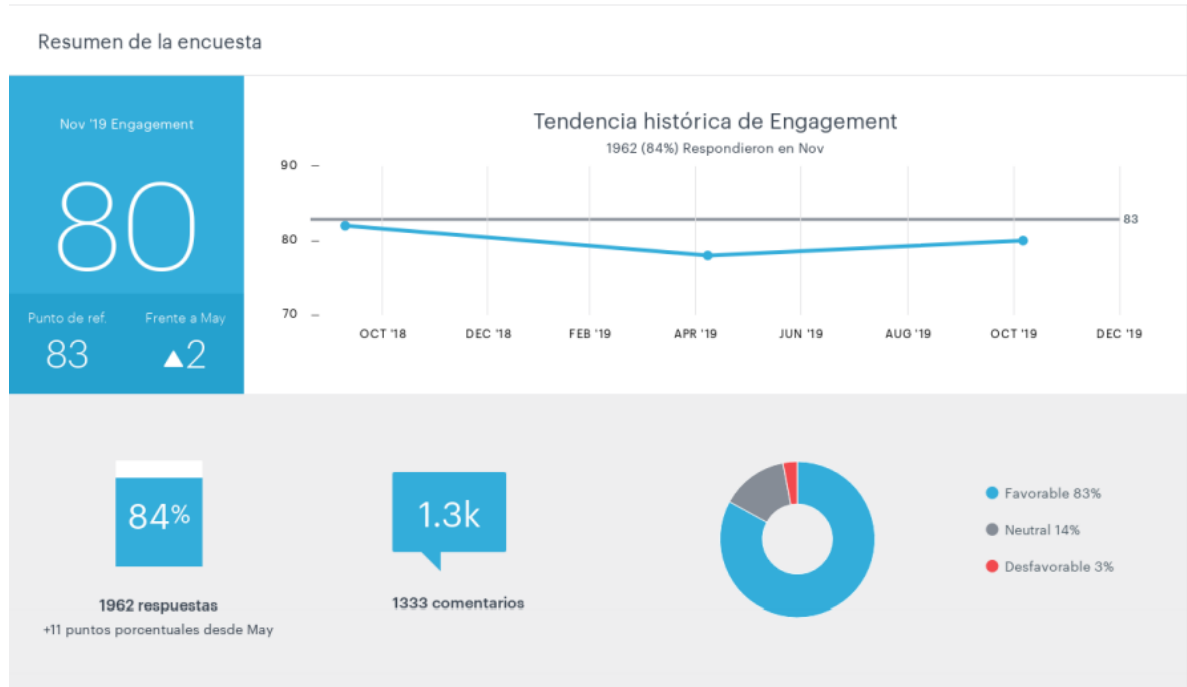 Resumen de la encuesta
Nov '19 Engagement
80
Punto de ref.
83
Frente a May
▲2
Tendencia histórica de Engagement
1962 (84%) Respondieron en Nov
90
80
70
83
OCT '18
DEC '18
FEB '19
APR '19
JUN '19
AUG '19
OCT '19
DEC '19
84%
1962 respuestas
+11 puntos porcentuales desde May
1.3k
1333 comentarios
Favorable 83%
Neutral 14%
Desfavorable 3%